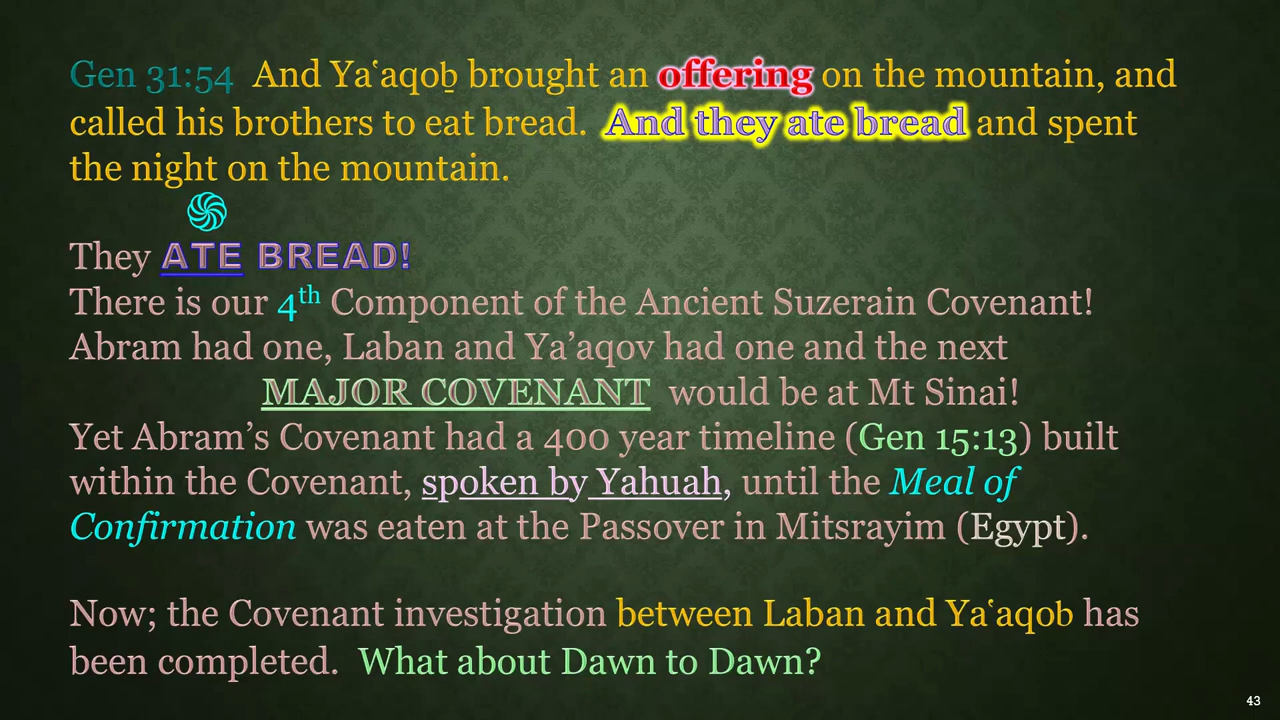 Gen 31:54  And Ya‛aqoḇ brought an offering on the mountain, and
called his brothers to eat bread.  And they ate bread and spent
the night on the mountain.
They ATE BREAD!
There is our 4th Component of the Ancient Suzerain Covenant!
Abram had one, Laban and Ya’aqov had one and the next
MAJOR COVENANT  would be at Mt Sinai!
Yet Abram’s Covenant had a 400 year timeline (Gen 15:13) built
within the Covenant, spoken by Yahuah, until the Meal of
Confirmation was eaten at the Passover in Mitsrayim (Egypt).
Now; the Covenant investigation between Laban and Ya‛aqob has
been completed.  What about Dawn to Dawn?
43